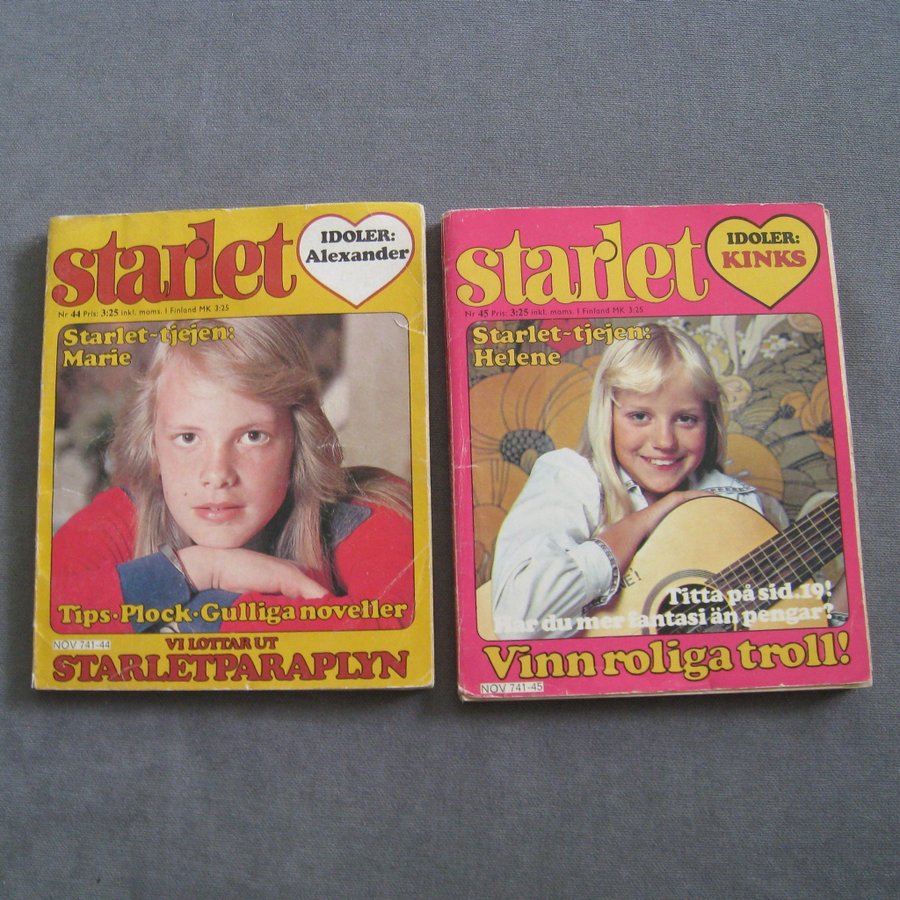 starlet
IDOLER:
Alexander
Nr 44 Pris: 3:25 inkl. moms. I Finland MK 3:25
Starlet-tjejen:
Marie
Tips·Plock·Gulliga noveller
NOV 741-44
VI LOTTAR UT
STARLETPARAPLYN
starlet
IDOLER:
KINKS
Nr 45 Pris: 3:25 inkl. moms. I Finland MK 3:25
Starlet-tjejen:
Helene
Titta på sid.19!
Har du mer fantasi än pengar?
Vinn roliga troll!
NOV 741-45